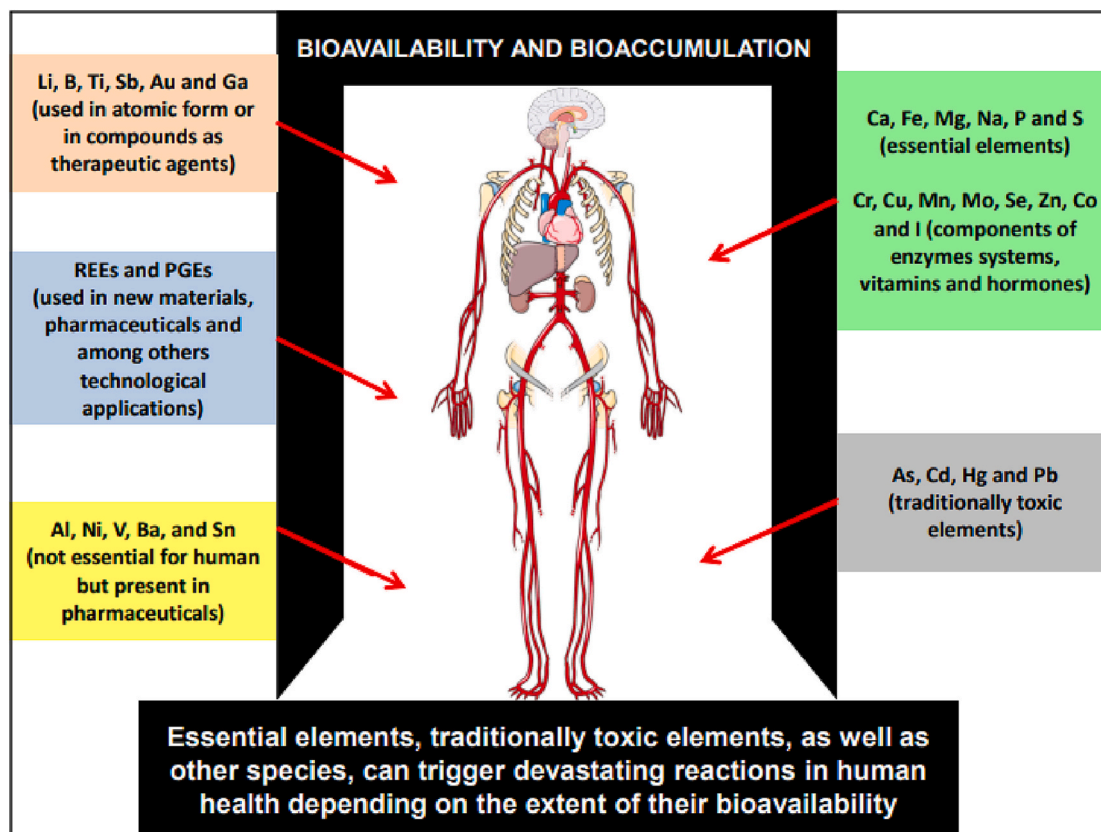 BIOAVAILABILITY AND BIOACCUMULATION
Li, B, Ti, Sb, Au and Ga
(used in atomic form or
in compounds as
therapeutic agents)
REEs and PGEs
(used in new materials,
pharmaceuticals and
among others
technological
applications)
Al, Ni, V, Ba, and Sn
(not essential for human
but present in
pharmaceuticals)
Ca, Fe, Mg, Na, P and S
(essential elements)
Cr, Cu, Mn, Mo, Se, Zn, Co
and I (components of
enzymes systems,
vitamins and hormones)
As, Cd, Hg and Pb
(traditionally toxic
elements)
Essential elements, traditionally toxic elements, as well as
other species, can trigger devastating reactions in human
health depending on the extent of their bioavailability